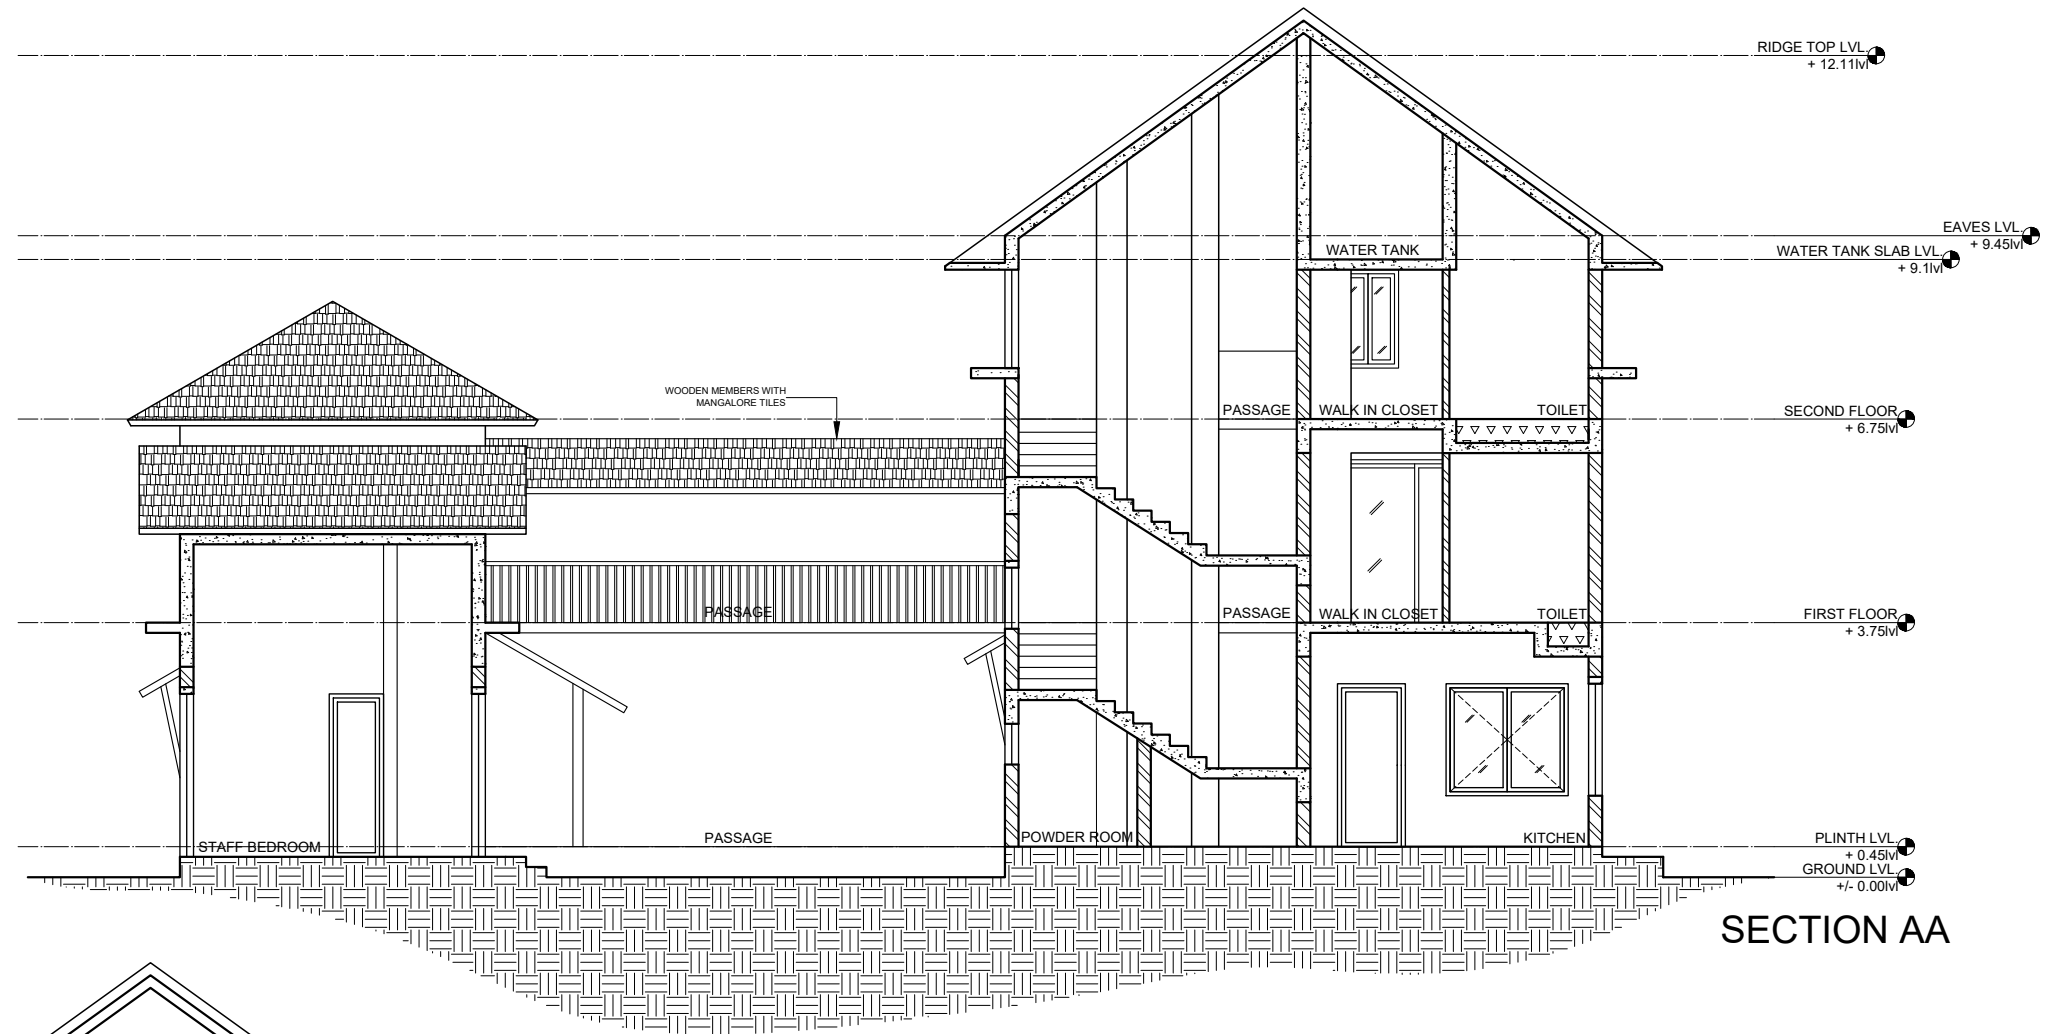 RIDGE TOP LVL.
+ 12.11lvl
EAVES LVL.
+ 9.45lvl
WATER TANK
WATER TANK SLAB LVL.
+ 9.1lvl
WOODEN MEMBERS WITH
MANGALORE TILES
PASSAGE
WALK IN CLOSET
TOILET
SECOND FLOOR
+ 6.75lvl
PASSAGE
PASSAGE
WALK IN CLOSET
TOILET
FIRST FLOOR
+ 3.75lvl
STAFF BEDROOM
PASSAGE
POWDER ROOM
KITCHEN
PLINTH LVL.
+ 0.45lvl
GROUND LVL.
+/- 0.00lvl
SECTION AA